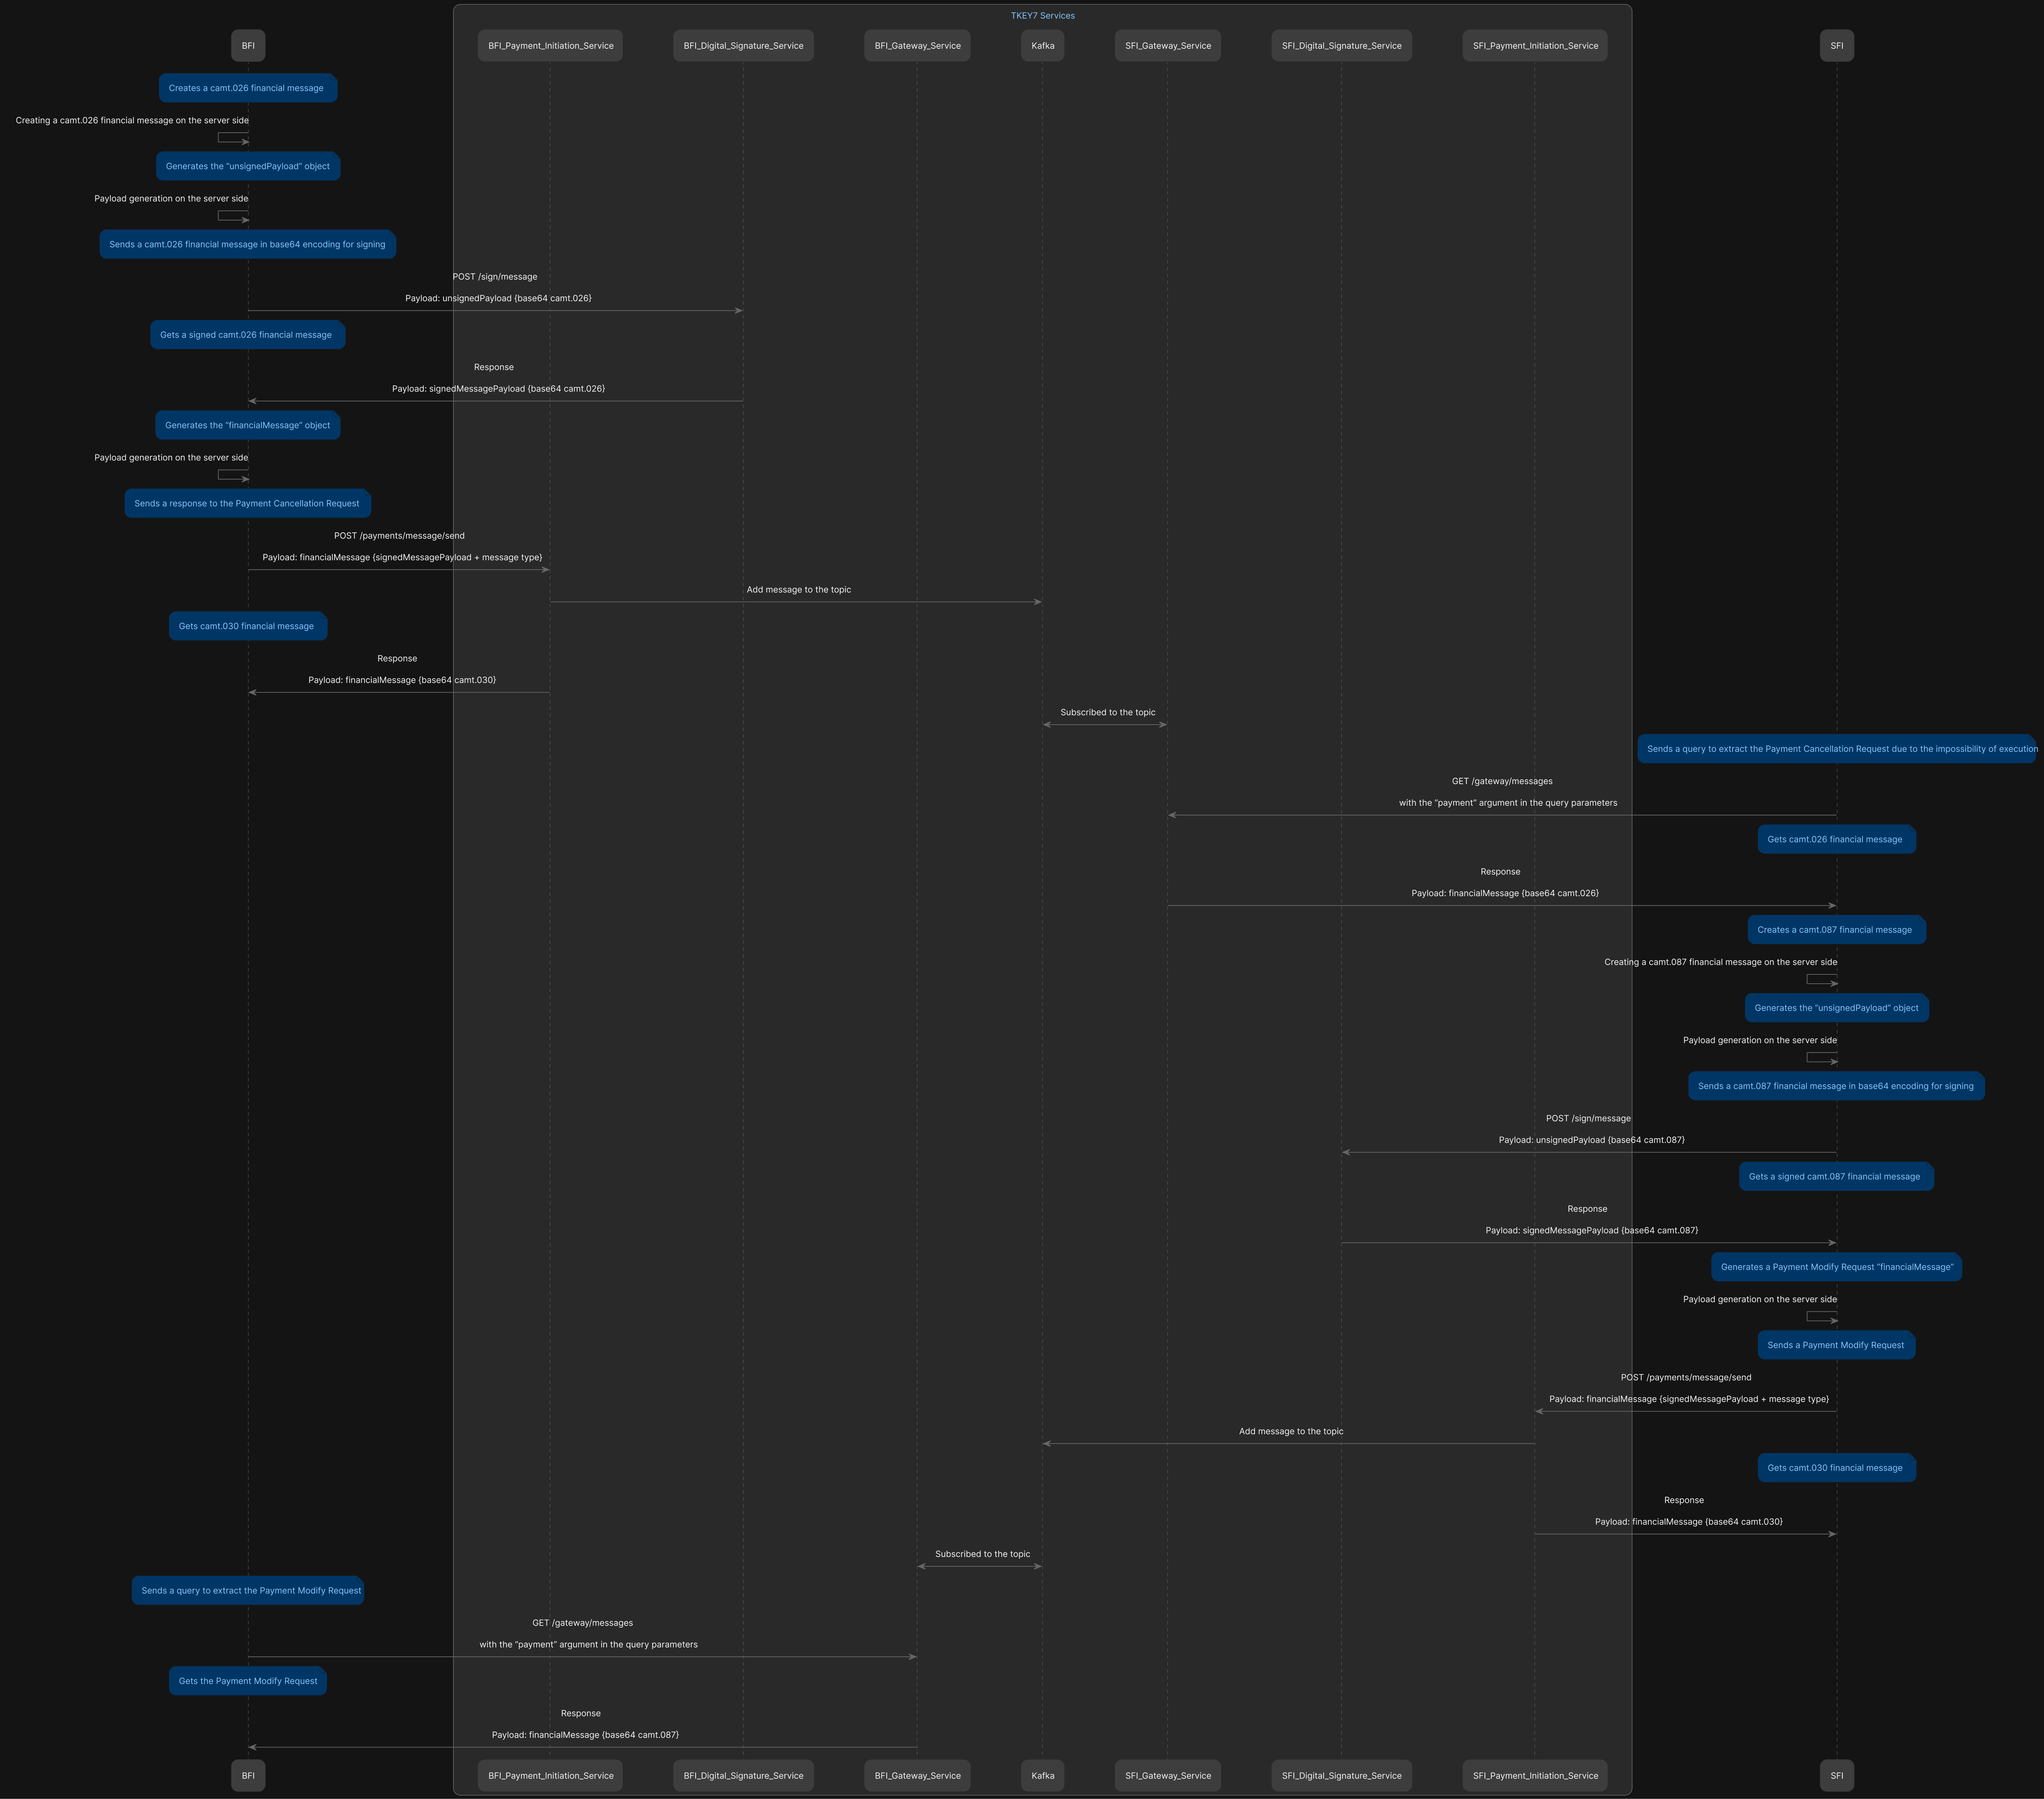 TKEY7 Services
BFI
BFI_Payment_Initiation_Service
BFI_Digital_Signature_Service
BFI_Gateway_Service
Kafka
SFI_Gateway_Service
SFI_Digital_Signature_Service
SFI_Payment_Initiation_Service
SFI
Creates a camt.026 financial message
Creating a camt.026 financial message on the server side
Generates the “unsignedPayload” object
Payload generation on the server side
Sends a camt.026 financial message in base64 encoding for signing
POST /sign/message
Payload: unsignedPayload {base64 camt.026}
Gets a signed camt.026 financial message
Response
Payload: signedMessagePayload {base64 camt.026}
Generates the “financialMessage” object
Payload generation on the server side
Sends a response to the Payment Cancellation Request
POST /payments/message/send
Payload: financialMessage {signedMessagePayload + message type}
Add message to the topic
Gets camt.030 financial message
Response
Payload: financialMessage {base64 camt.030}
Subscribed to the topic
Sends a query to extract the Payment Cancellation Request due to the impossibility of execution
GET /gateway/messages
with the “payment” argument in the query parameters
Gets camt.026 financial message
Response
Payload: financialMessage {base64 camt.026}
Creates a camt.087 financial message
Creating a camt.087 financial message on the server side
Generates the “unsignedPayload” object
Payload generation on the server side
Sends a camt.087 financial message in base64 encoding for signing
POST /sign/message
Payload: unsignedPayload {base64 camt.087}
Gets a signed camt.087 financial message
Response
Payload: signedMessagePayload {base64 camt.087}
Generates a Payment Modify Request “financialMessage”
Payload generation on the server side
Sends a Payment Modify Request
POST /payments/message/send
Payload: financialMessage {signedMessagePayload + message type}
Add message to the topic
Gets camt.030 financial message
Response
Payload: financialMessage {base64 camt.030}
Subscribed to the topic
Sends a query to extract the Payment Modify Request
GET /gateway/messages
with the “payment” argument in the query parameters
Gets the Payment Modify Request
Response
Payload: financialMessage {base64 camt.087}
BFI
BFI_Payment_Initiation_Service
BFI_Digital_Signature_Service
BFI_Gateway_Service
Kafka
SFI_Gateway_Service
SFI_Digital_Signature_Service
SFI_Payment_Initiation_Service
SFI